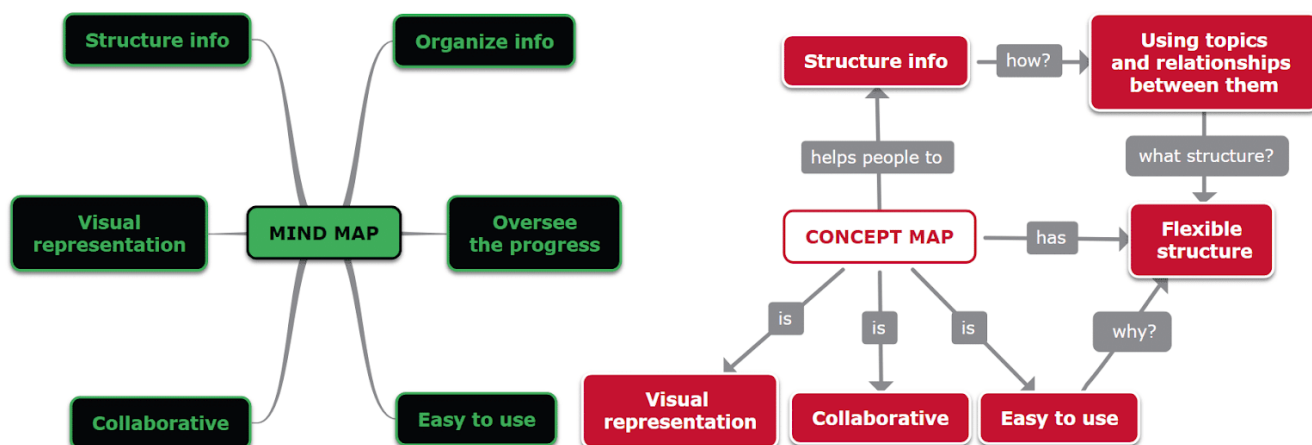 Structure info
Organize info
Visual
representation
MIND MAP
Oversee
the progress
Collaborative
Easy to use
Structure info
how?
Using topics
and relationships
between them
helps people to
what structure?
CONCEPT MAP
has
Flexible
structure
is
is
is
why?
Visual
representation
Collaborative
Easy to use